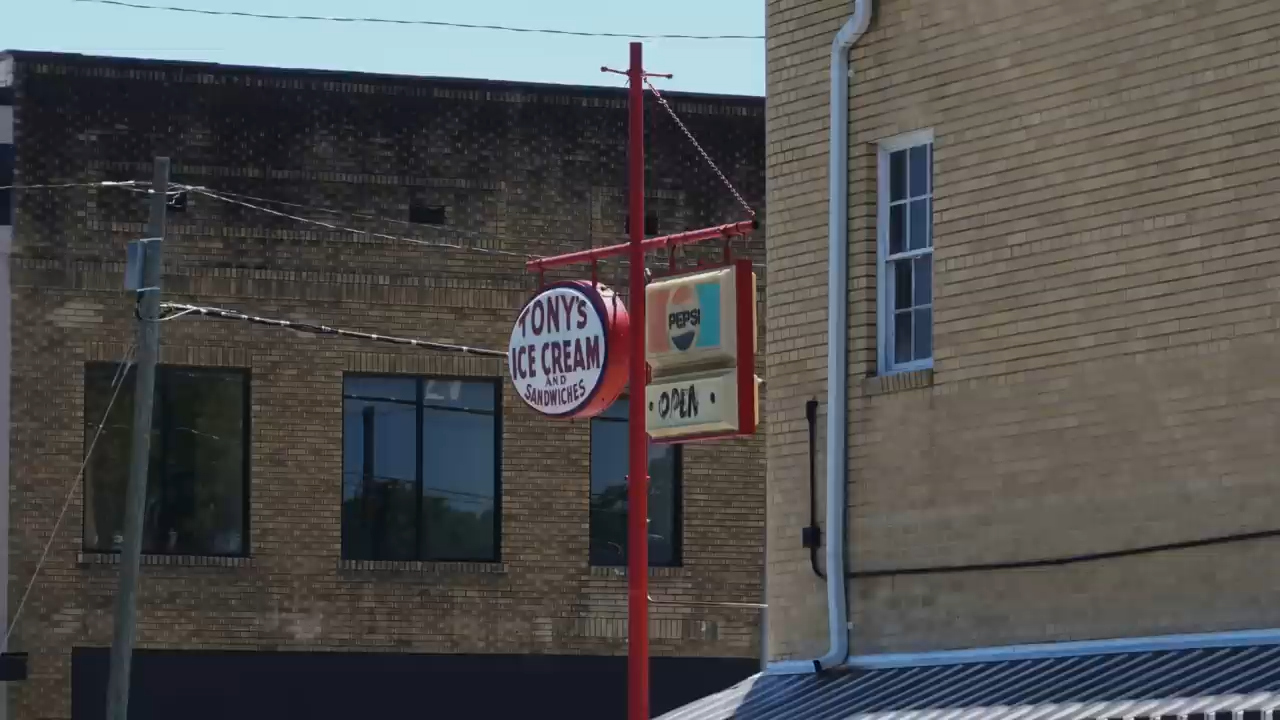 TONY'S
ICE CREAM
AND
SANDWICHES
PEPSI
• OPEN •